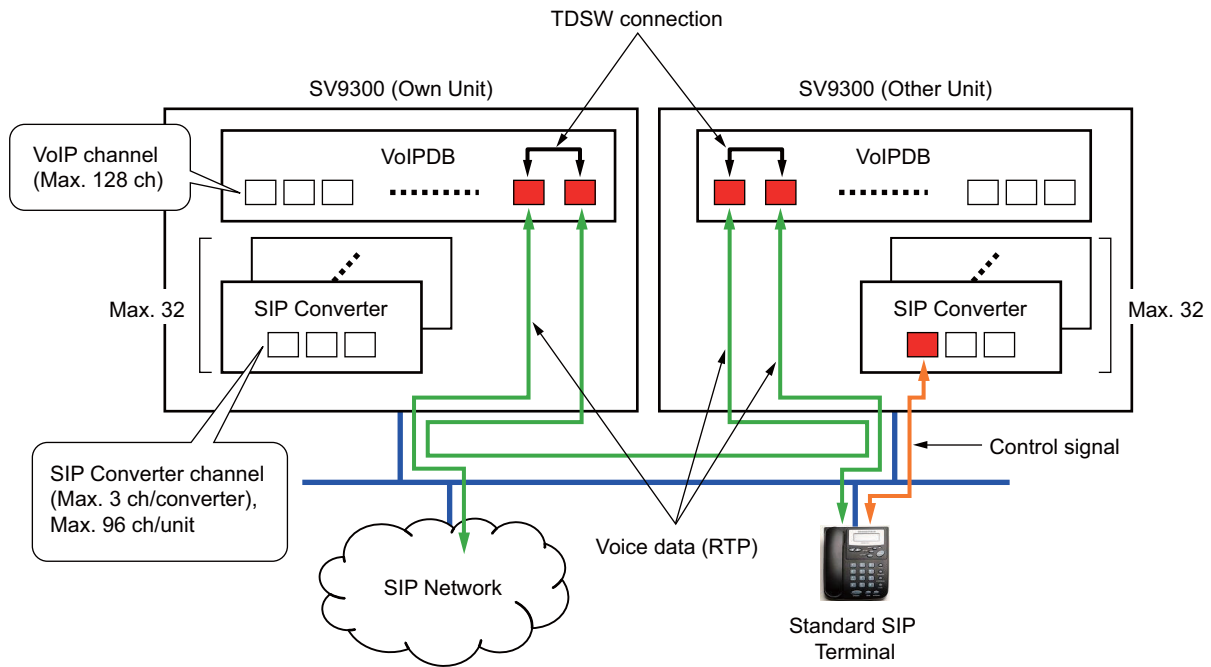 TDSW connection
SV9300 (Own Unit)
SV9300 (Other Unit)
VoIP channel
(Max. 128 ch)
VoIPDB
VoIPDB
Max. 32
SIP Converter
SIP Converter
Max. 32
SIP Converter channel
(Max. 3 ch/converter),
Max. 96 ch/unit
Control signal
Voice data (RTP)
SIP Network
Standard SIP
Terminal